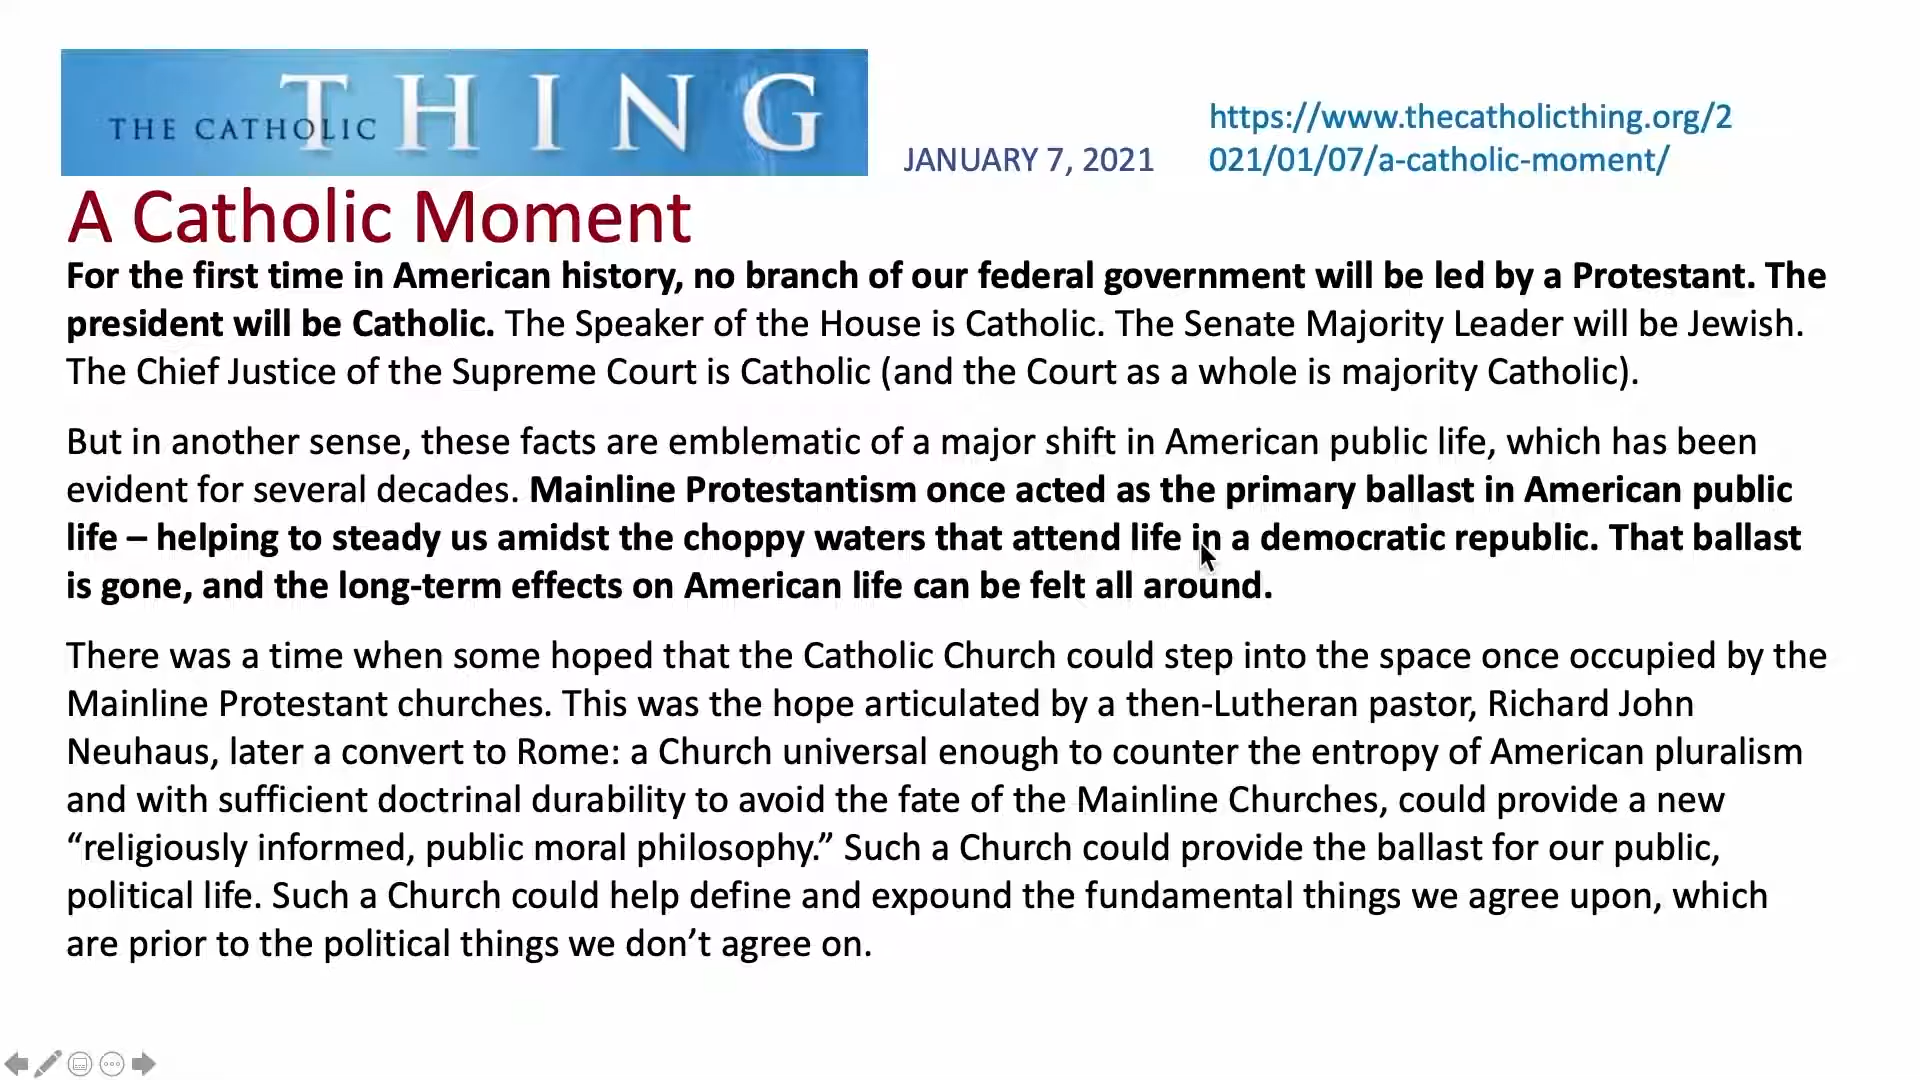 THE CATHOLIC THING
JANUARY 7, 2021
https://www.thecatholicthing.org/2
021/01/07/a-catholic-moment/
A Catholic Moment
For the first time in American history, no branch of our federal government will be led by a Protestant. The
president will be Catholic. The Speaker of the House is Catholic. The Senate Majority Leader will be Jewish.
The Chief Justice of the Supreme Court is Catholic (and the Court as a whole is majority Catholic).
But in another sense, these facts are emblematic of a major shift in American public life, which has been
evident for several decades. Mainline Protestantism once acted as the primary ballast in American public
life – helping to steady us amidst the choppy waters that attend life in a democratic republic. That ballast
is gone, and the long-term effects on American life can be felt all around.
There was a time when some hoped that the Catholic Church could step into the space once occupied by the
Mainline Protestant churches. This was the hope articulated by a then-Lutheran pastor, Richard John
Neuhaus, later a convert to Rome: a Church universal enough to counter the entropy of American pluralism
and with sufficient doctrinal durability to avoid the fate of the Mainline Churches, could provide a new
“religiously informed, public moral philosophy.” Such a Church could provide the ballast for our public,
political life. Such a Church could help define and expound the fundamental things we agree upon, which
are prior to the political things we don’t agree on.